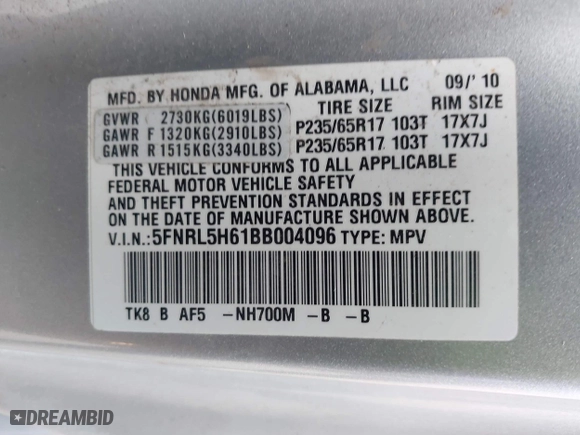 MFD. BY HONDA MFG. OF ALABAMA, LLC 09/' 10
TIRE SIZE RIM SIZE
GVWR 2730KG(6019LBS)
GAWR F 1320KG(2910LBS) P235/65R17 103T 17X7J
GAWR R 1515KG(3340LBS) P235/65R17 103T 17X7J
THIS VEHICLE CONFORMS TO ALL APPLICABLE
FEDERAL MOTOR VEHICLE SAFETY
AND THEFT PREVENTION STANDARDS IN EFFECT
ON THE DATE OF MANUFACTURE SHOWN ABOVE.
V.I.N.:5FNRL5H61BB004096 TYPE: MPV
TK8 B AF5 -NH700M -B -B
DREAMBID